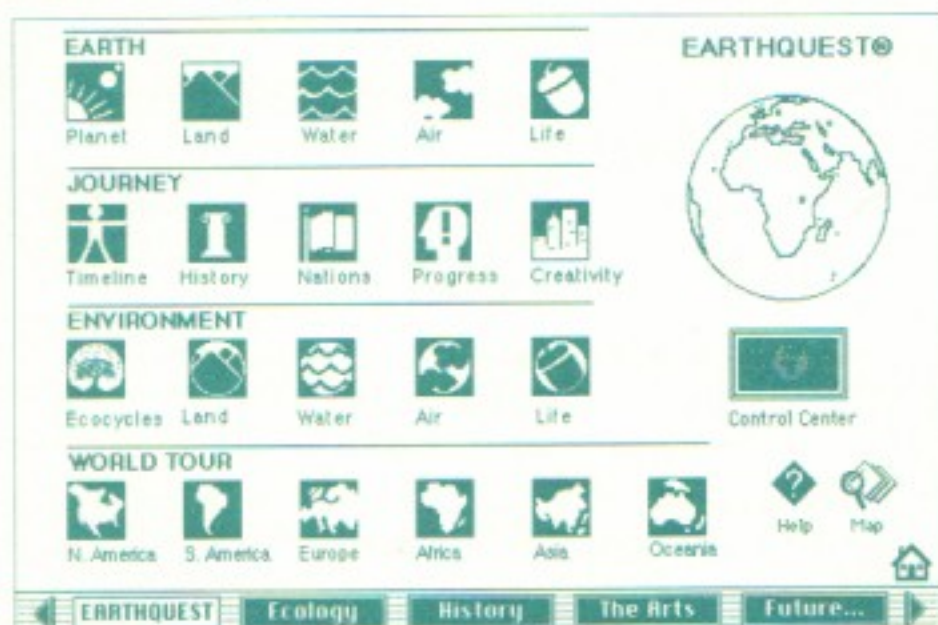 EARTH
Planet Land Water Air Life
JOURNEY
Timeline History Nations Progress Creativity
ENVIRONMENT
Ecocycles Land Water Air Life
WORLD TOUR
N. America S. America Europe Africa Asia Oceania
EARTHQUEST®
Control Center
Help Map
EARTHQUEST Ecology History The Arts Future...